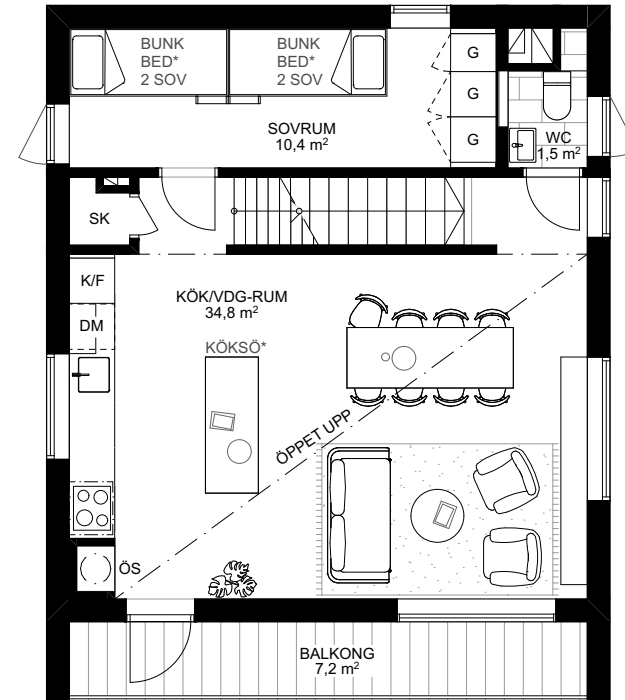 BUNK
BED*
2 SOV
BUNK
BED*
2 SOV
G
G
G
SOVRUM
10,4 m²
WC
1,5 m²
SK
K/F
DM
KÖK/VDG-RUM
34,8 m²
KÖKSÖ*
ÖPPET UPP
ÖS
BALKONG
7,2 m²